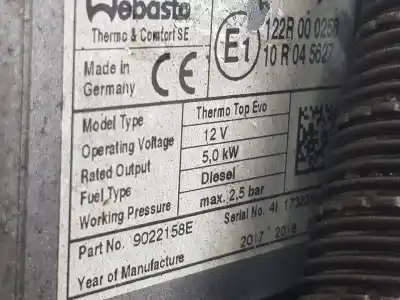 Webasto
Thermo & Comfort SE
Made in Germany
CE
E1
122R 00 0258
10 R 04 5627
Model Type Thermo Top Evo
Operating Voltage 12 V
Rated Output 5,0 kW
Fuel Type Diesel
Working Pressure max. 2,5 bar
Part No. 9022158E Serial No. 41
Year of Manufacture 2017 2018